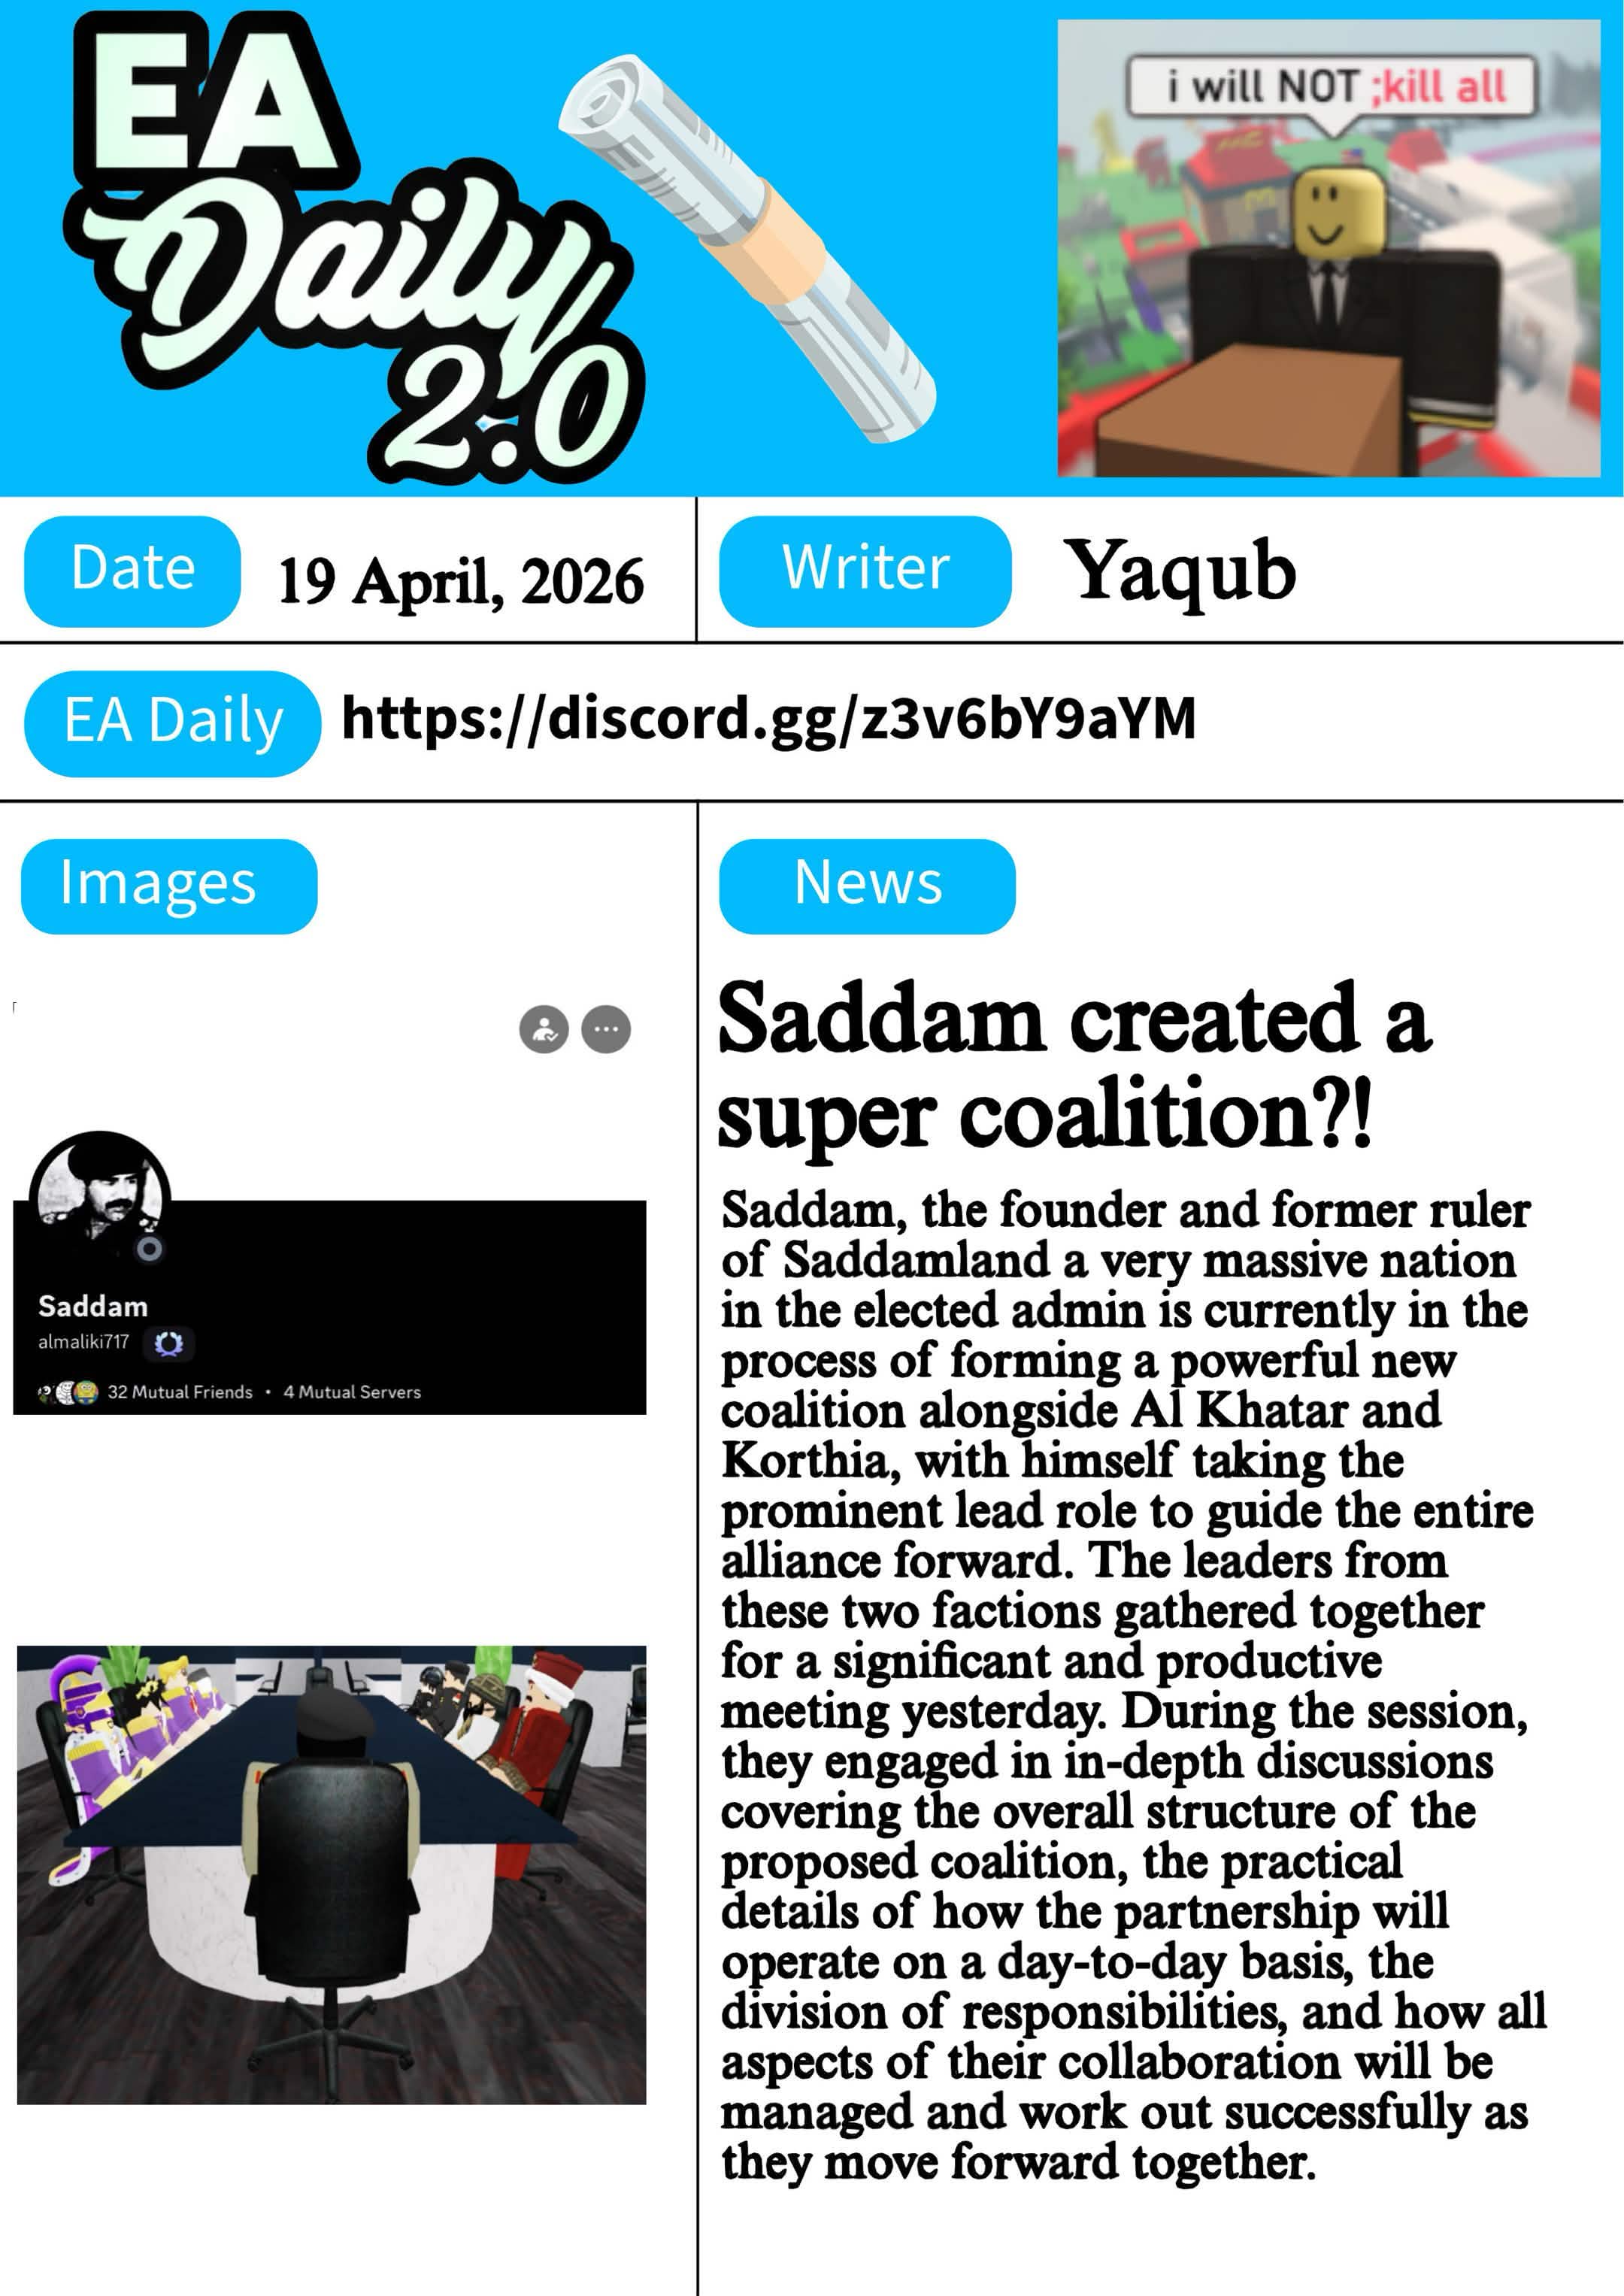 EA
Daily
2.0
i will NOT ;kill all
Date
19 April, 2026
Writer
Yaqub
EA Daily
https://discord.gg/z3v6bY9aYM
Images
News
Saddam
almaliki717
32 Mutual Friends • 4 Mutual Servers
Saddam created a
super coalition?!
Saddam, the founder and former ruler
of Saddamland a very massive nation
in the elected admin is currently in the
process of forming a powerful new
coalition alongside Al Khatar and
Korthia, with himself taking the
prominent lead role to guide the entire
alliance forward. The leaders from
these two factions gathered together
for a significant and productive
meeting yesterday. During the session,
they engaged in in-depth discussions
covering the overall structure of the
proposed coalition, the practical
details of how the partnership will
operate on a day-to-day basis, the
division of responsibilities, and how all
aspects of their collaboration will be
managed and work out successfully as
they move forward together.